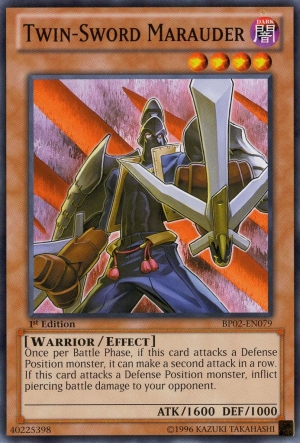 TWIN-SWORD MARAUDER
DARK
闇
1st Edition
BP02-EN079
[WARRIOR/EFFECT]
Once per Battle Phase, if this card attacks a Defense
Position monster, it can make a second attack in a row.
If this card attacks a Defense Position monster, inflict
piercing battle damage to your opponent.
ATK/1600 DEF/1000
40225398
©1996 KAZUKI TAKAHASHI